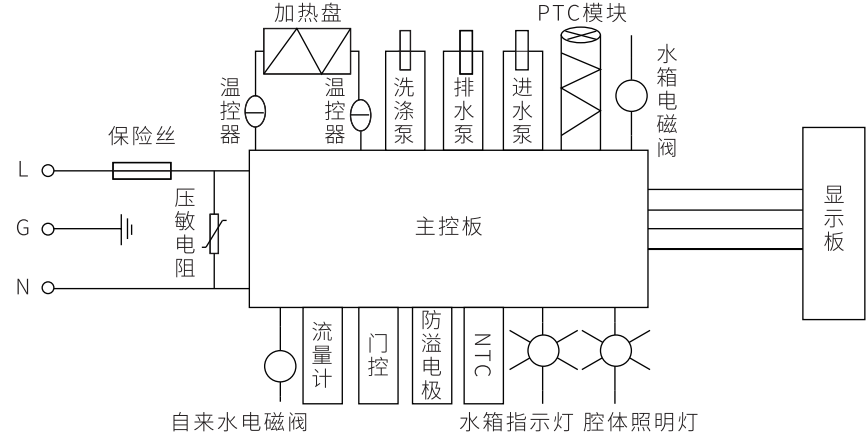 加热盘
PTC模块
温控器
温控器
洗涤泵
排水泵
进水泵
水箱电磁阀
保险丝
L
压敏电阻
G
N
主控板
显示板
流量计
门控
防溢电极
NTC
自来水电磁阀
水箱指示灯
腔体照明灯